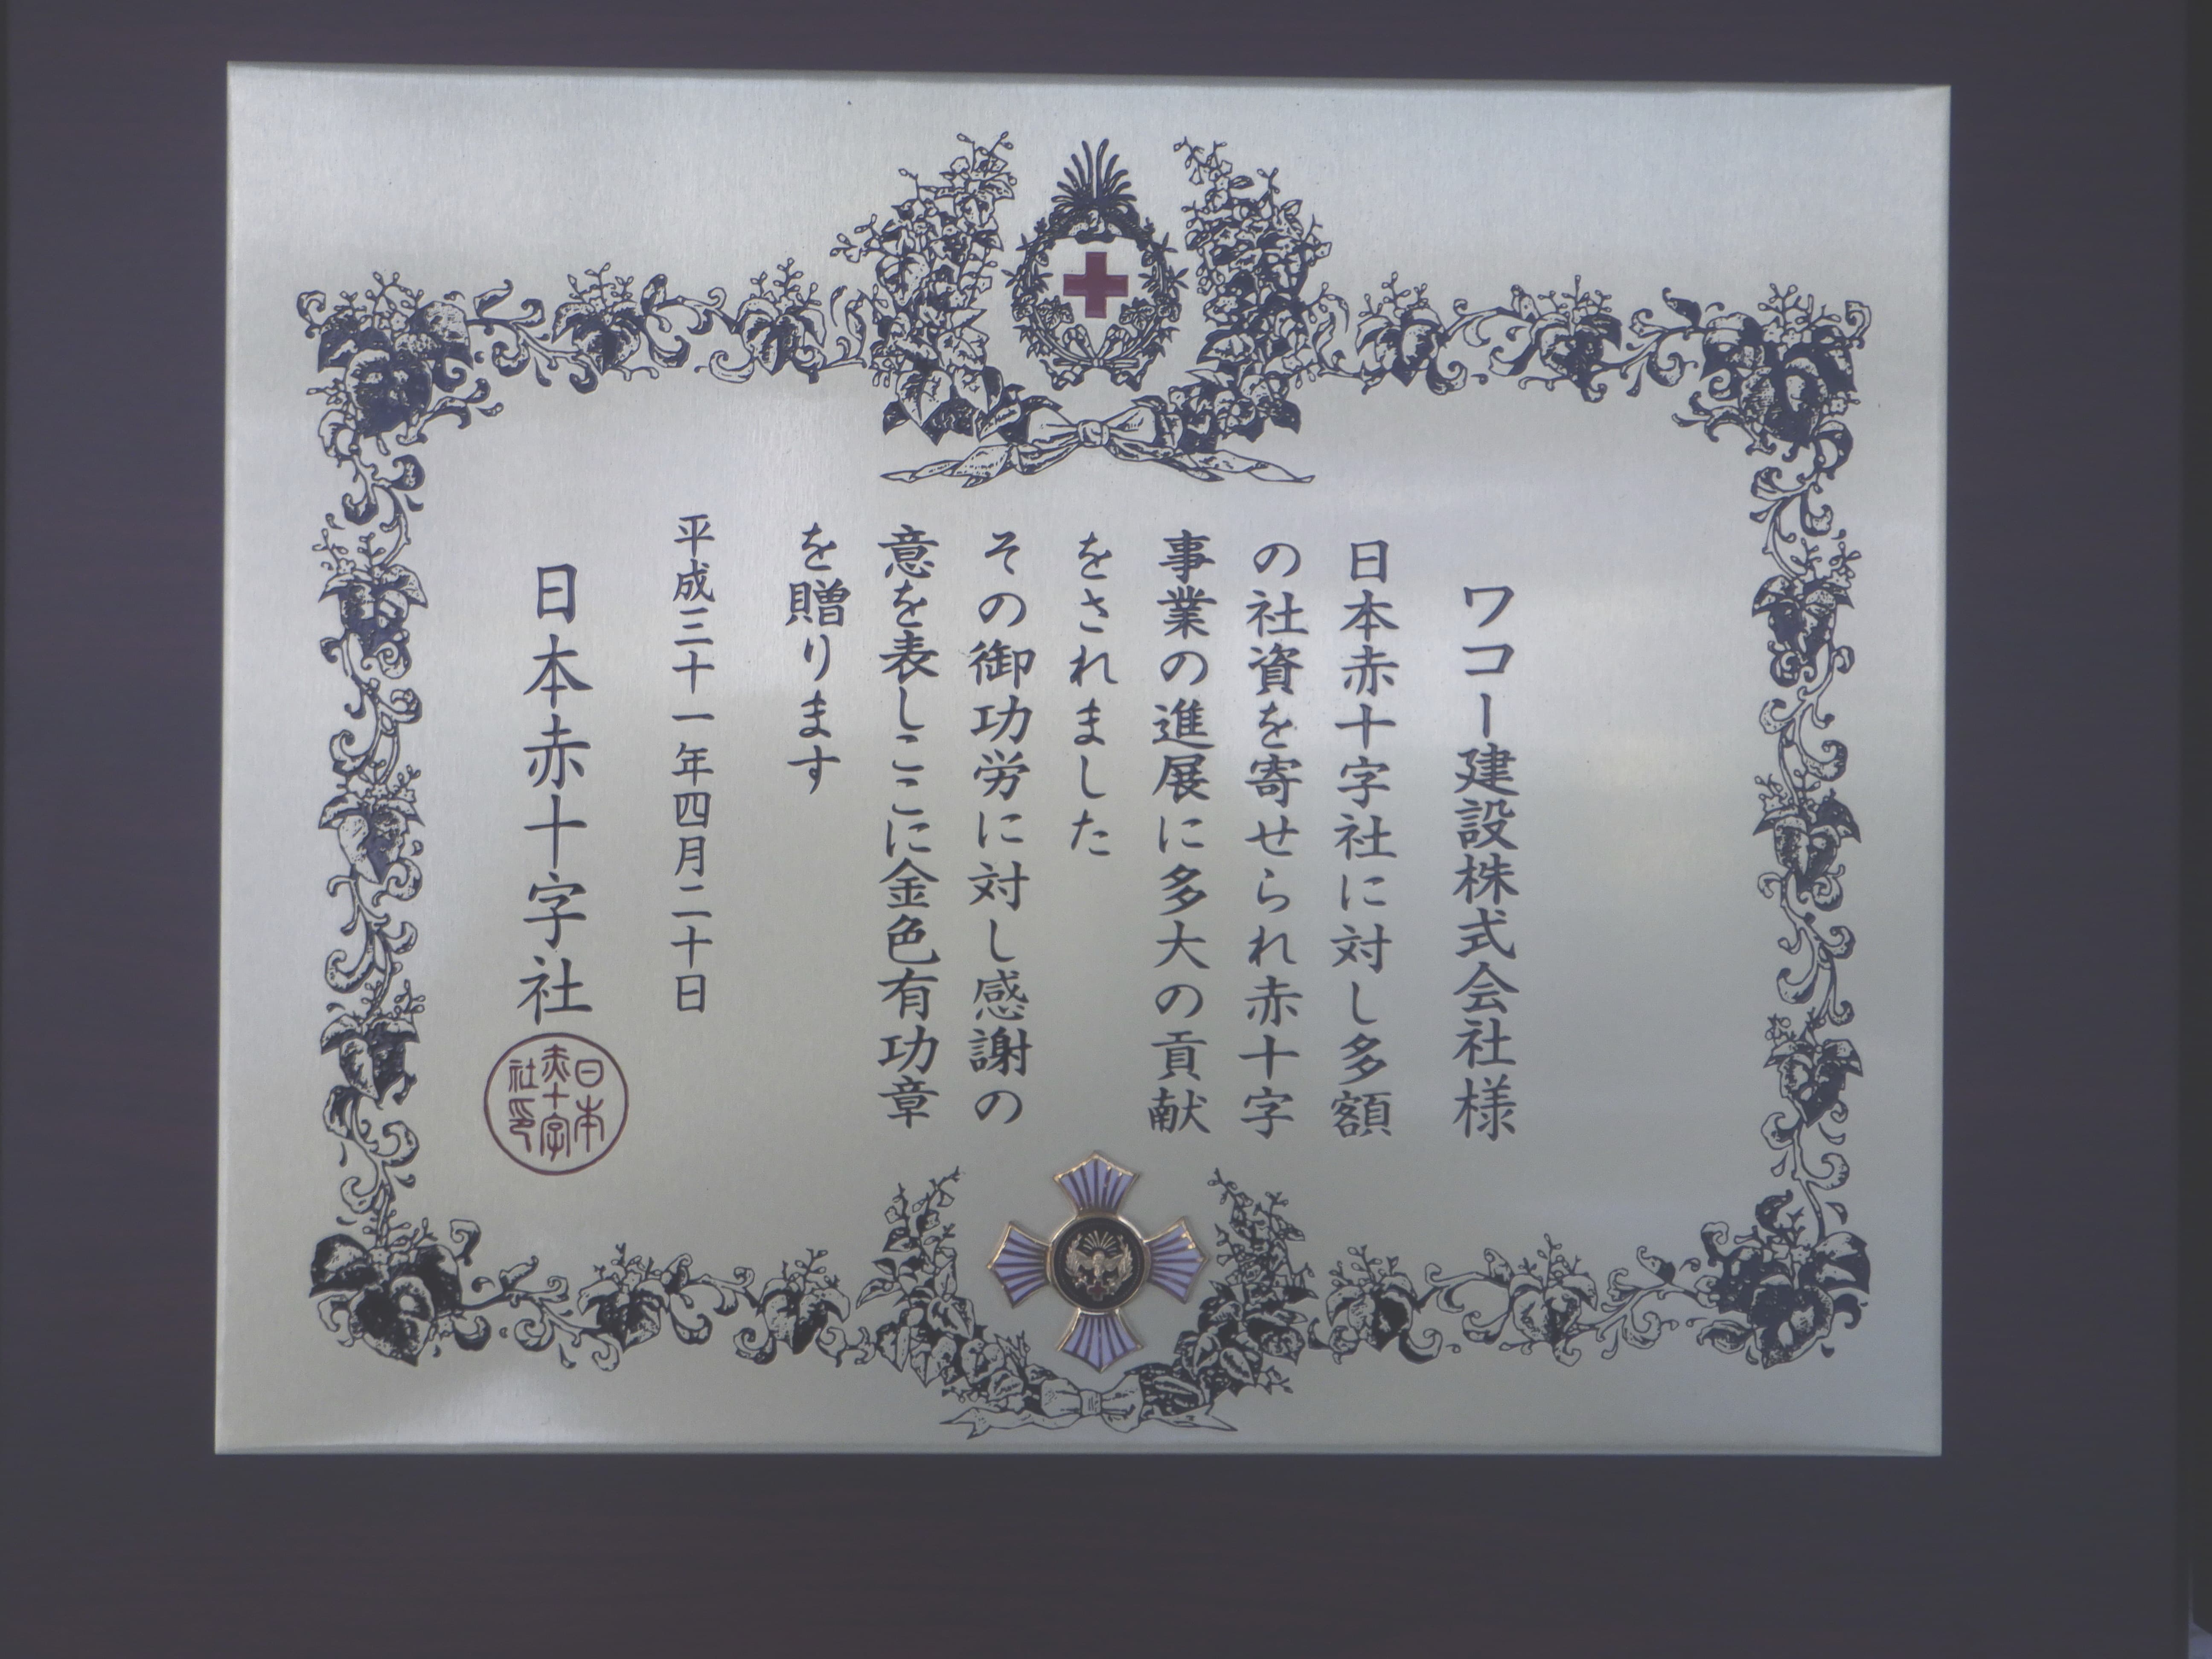 ワコー建設株式会社様
日本赤十字社に対し多額
の社資を寄せられ赤十字
事業の進展に多大の貢献
をされました
その御功労に対し感謝の
意を表しここに金色有功章
を贈ります
平成三十一年四月二十日
日本赤十字社
日本
赤十字
社印